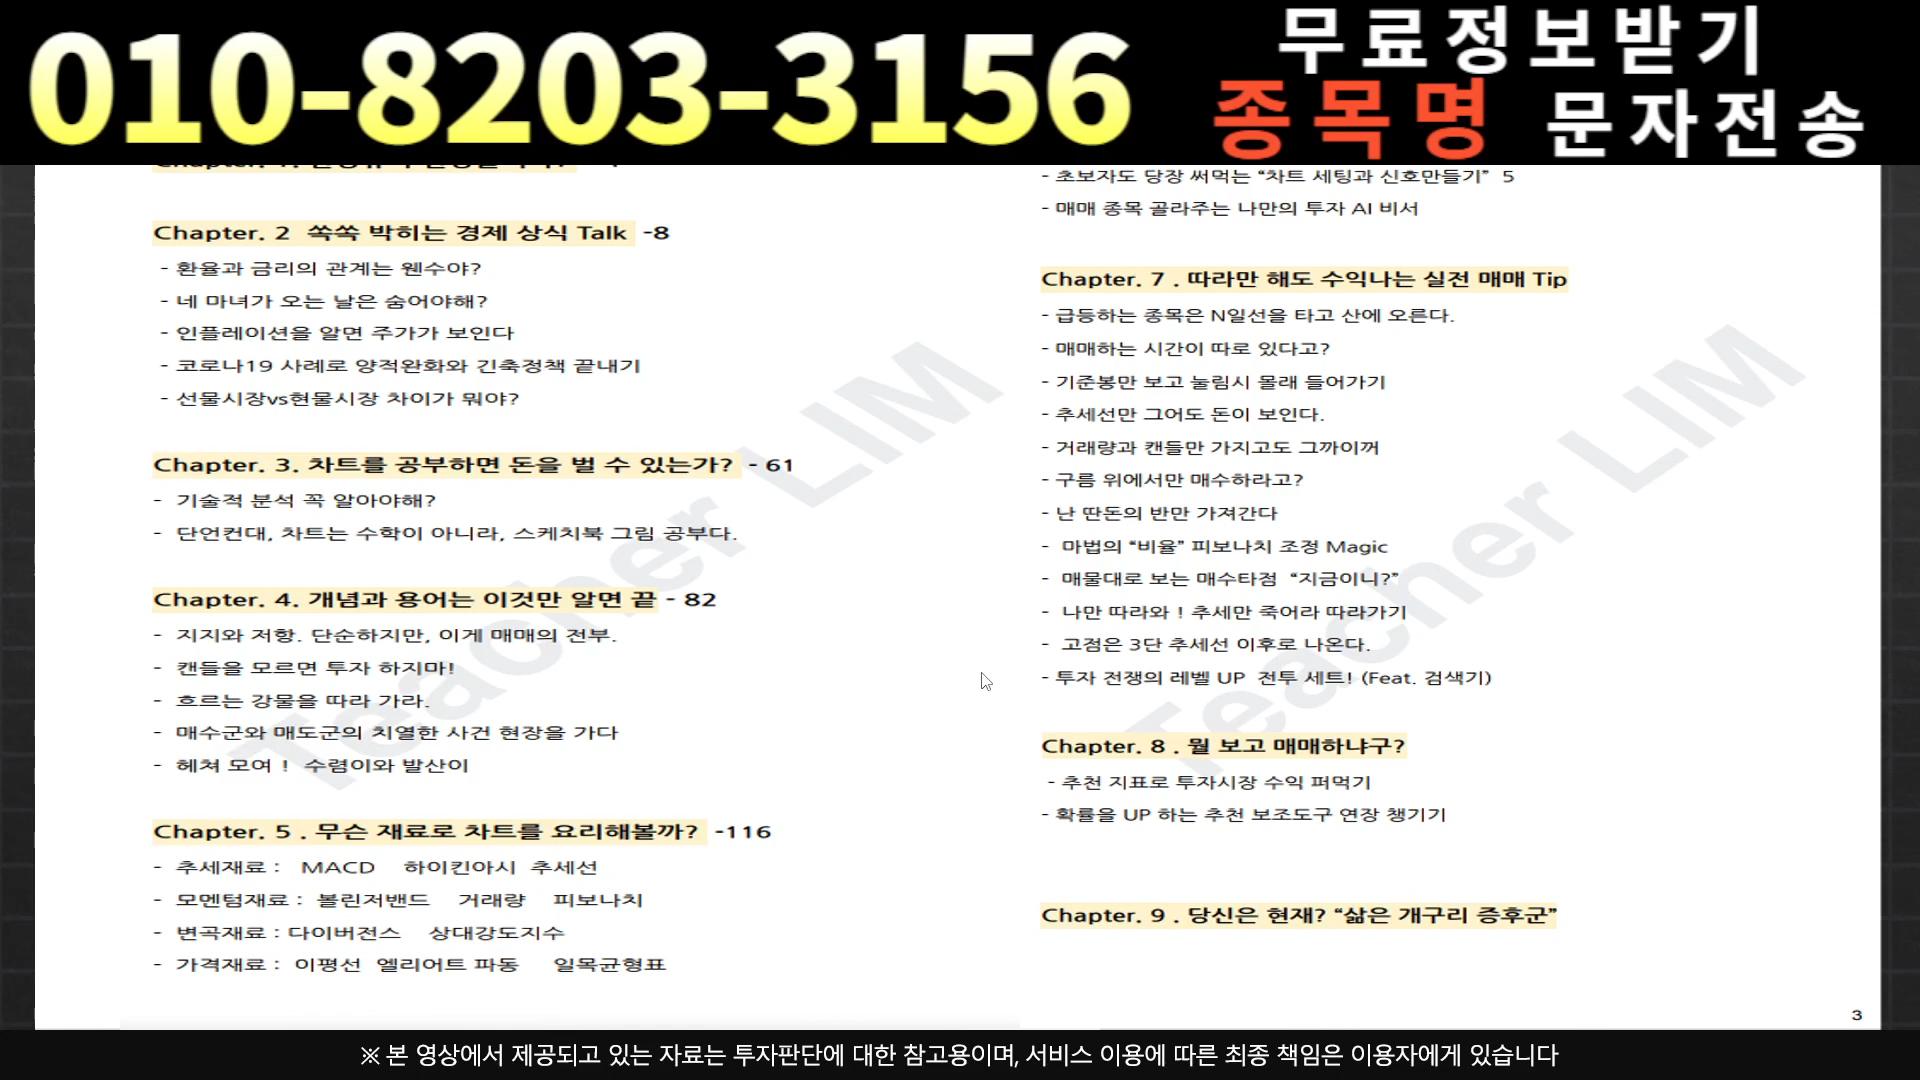 010-8203-3156
무료정보받기
종목명 문자전송
Chapter. 2 쏙쏙 박히는 경제 상식 Talk -8
- 환율과 금리의 관계는 웬수야?
- 네 마녀가 오는 날은 숨어야해?
- 인플레이션을 알면 주가가 보인다
- 코로나19 사례로 양적완화와 긴축정책 끝내기
- 선물시장vs현물시장 차이가 뭐야?
Chapter. 3. 차트를 공부하면 돈을 벌 수 있는가? - 61
- 기술적 분석 꼭 알아야해?
- 단언컨대, 차트는 수학이 아니라, 스케치북 그림 공부다.
Chapter. 4. 개념과 용어는 이것만 알면 끝 - 82
- 지지와 저항. 단순하지만, 이게 매매의 전부.
- 캔들을 모르면 투자 하지마!
- 흐르는 강물을 따라 가라.
- 매수군와 매도군의 치열한 사건 현장을 가다
- 헤쳐 모여 ! 수렴이와 발산이
Chapter. 5 . 무슨 재료로 차트를 요리해볼까? -116
- 추세재료 : MACD 하이킨아시 추세선
- 모멘텀재료 : 볼린저밴드 거래량 피보나치
- 변곡재료 : 다이버전스 상대강도지수
- 가격재료 : 이평선 엘리어트 파동 일목균형표
- 초보자도 당장 써먹는 “차트 세팅과 신호만들기” 5
- 매매 종목 골라주는 나만의 투자 AI 비서
Chapter. 7 . 따라만 해도 수익나는 실전 매매 Tip
- 급등하는 종목은 N일선을 타고 산에 오른다.
- 매매하는 시간이 따로 있다고?
- 기준봉만 보고 눌림시 몰래 들어가기
- 추세선만 그어도 돈이 보인다.
- 거래량과 캔들만 가지고도 그까이꺼
- 구름 위에서만 매수하라고?
- 난 딴돈의 반만 가져간다
- 마법의 “비율” 피보나치 조정 Magic
- 매물대로 보는 매수타점 “지금이니?”
- 나만 따라와 ! 추세만 죽어라 따라가기
- 고점은 3단 추세선 이후로 나온다.
- 투자 전쟁의 레벨 UP 전투 세트! (Feat. 검색기)
Chapter. 8 . 뭘 보고 매매하냐구?
- 추천 지표로 투자시장 수익 퍼먹기
- 확률을 UP 하는 추천 보조도구 연장 챙기기
Chapter. 9 . 당신은 현재? “삶은 개구리 증후군”
Teacher LIM
Teacher LIM
3
※ 본 영상에서 제공되고 있는 자료는 투자판단에 대한 참고용이며, 서비스 이용에 따른 최종 책임은 이용자에게 있습니다